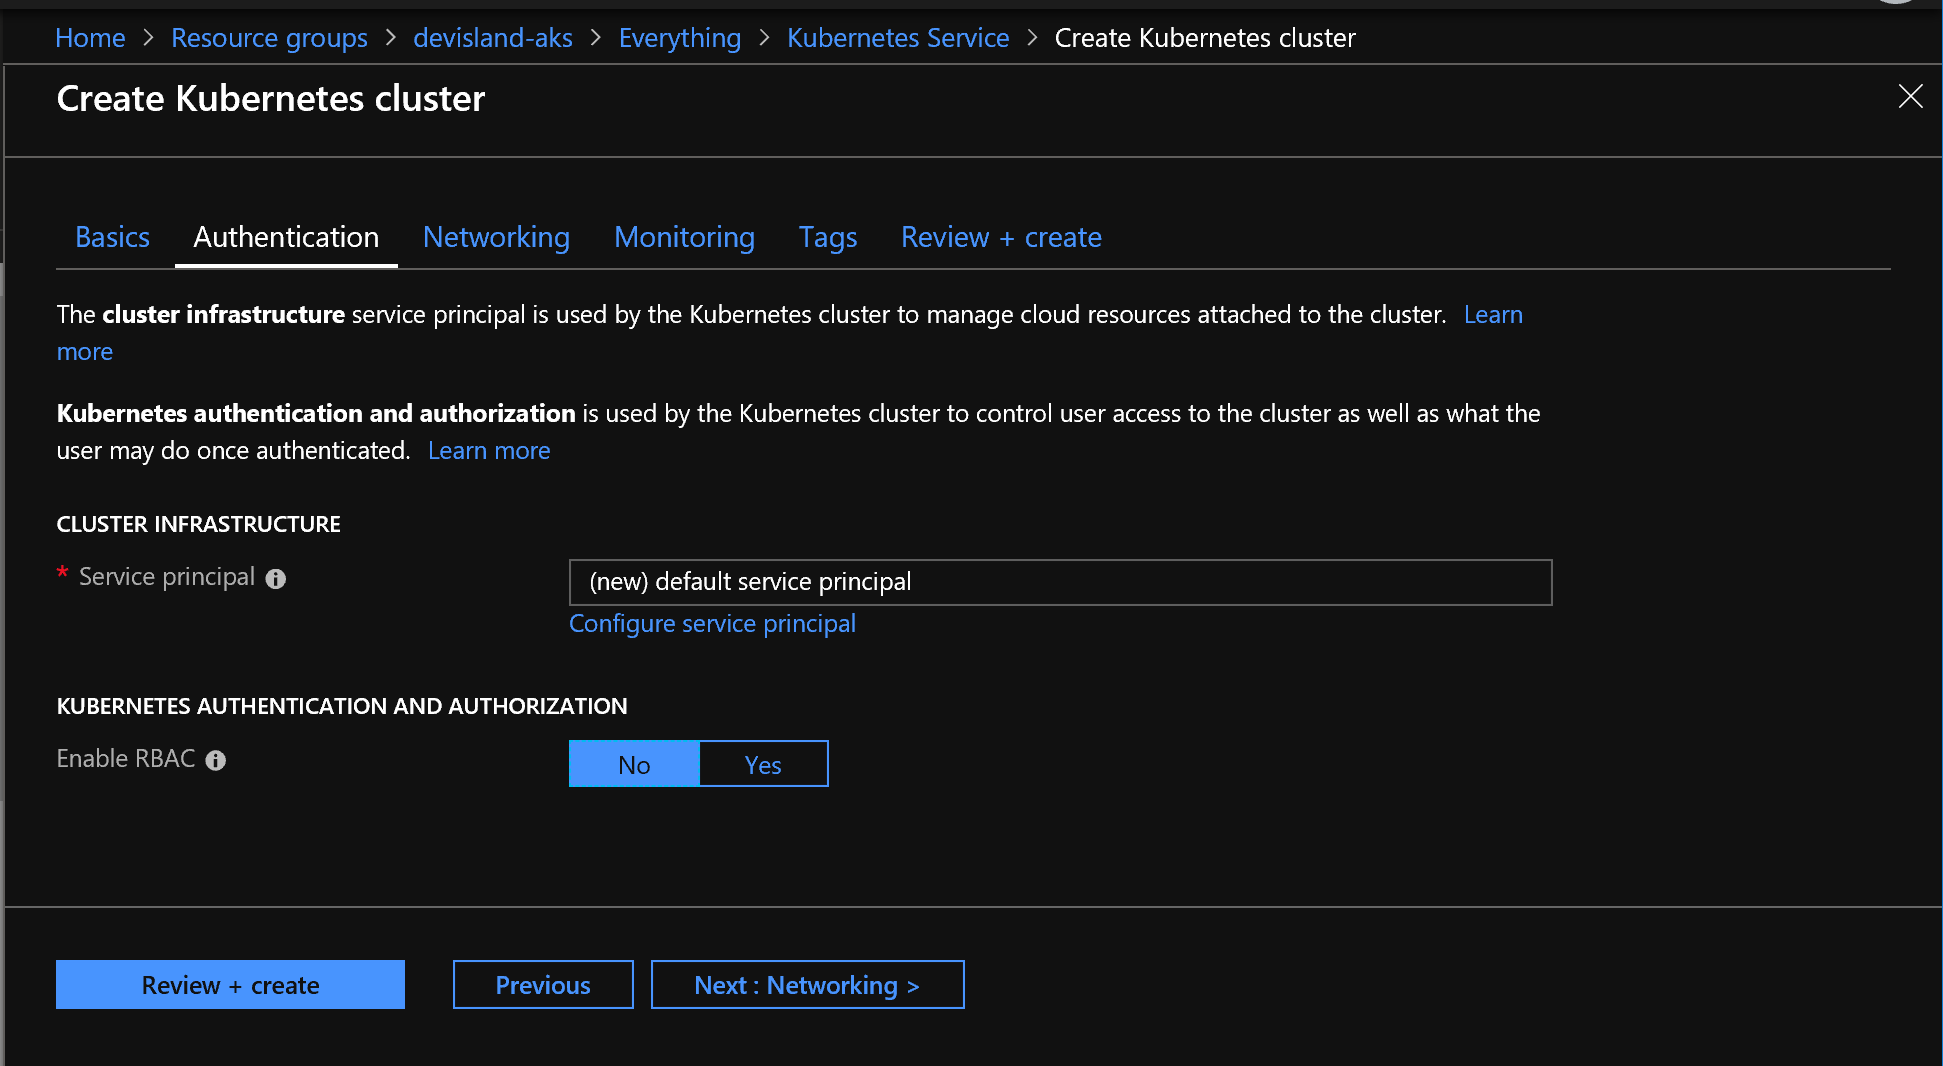 Home > Resource groups > devisland-aks > Everything > Kubernetes Service > Create Kubernetes cluster
Create Kubernetes cluster
Basics Authentication Networking Monitoring Tags Review + create
The cluster infrastructure service principal is used by the Kubernetes cluster to manage cloud resources attached to the cluster. Learn
more
Kubernetes authentication and authorization is used by the Kubernetes cluster to control user access to the cluster as well as what the
user may do once authenticated. Learn more
CLUSTER INFRASTRUCTURE
* Service principal (new) default service principal
Configure service principal
KUBERNETES AUTHENTICATION AND AUTHORIZATION
Enable RBAC No Yes
Review + create Previous Next : Networking >